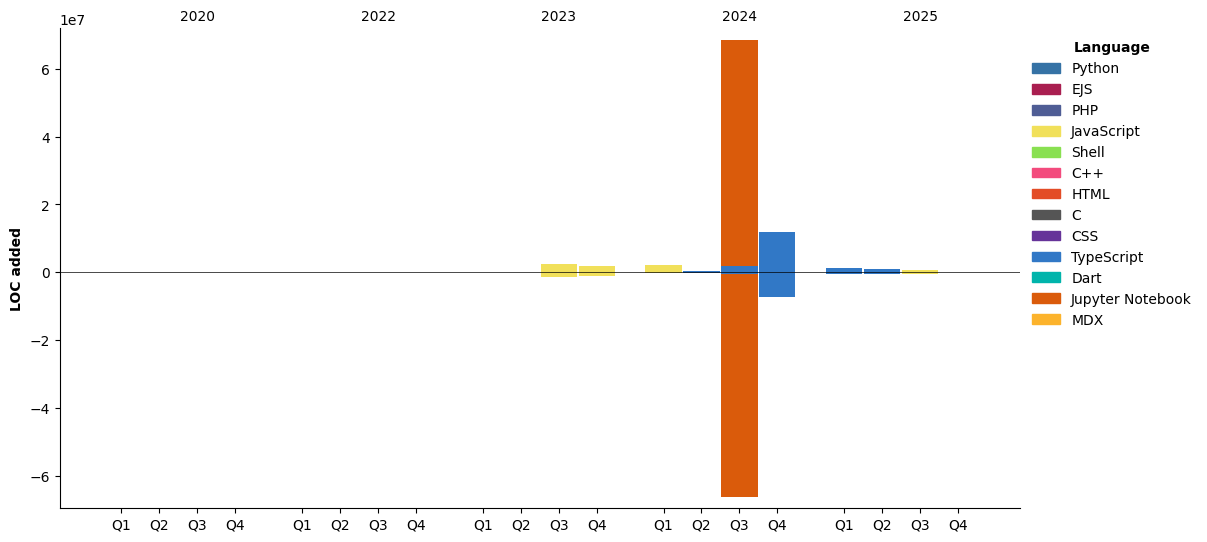 2020 2022 2023 2024 2025
1e7
6
4
2
0
−2
−4
−6
LOC added
Q1 Q2 Q3 Q4 Q1 Q2 Q3 Q4 Q1 Q2 Q3 Q4 Q1 Q2 Q3 Q4 Q1 Q2 Q3 Q4
Language
Python
EJS
PHP
JavaScript
Shell
C++
HTML
C
CSS
TypeScript
Dart
Jupyter Notebook
MDX